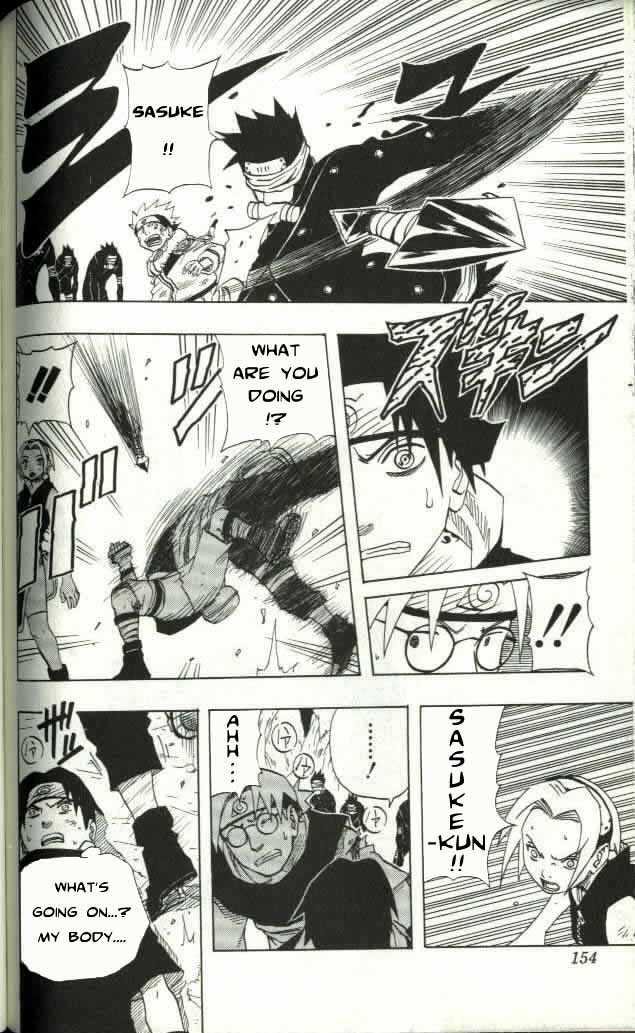 SASUKE
!!
WHAT
ARE YOU
DOING
!?
!!
!!
SASUKE
-KUN
!!
......!
AHH...
WHAT'S
GOING ON...?
MY BODY....
154